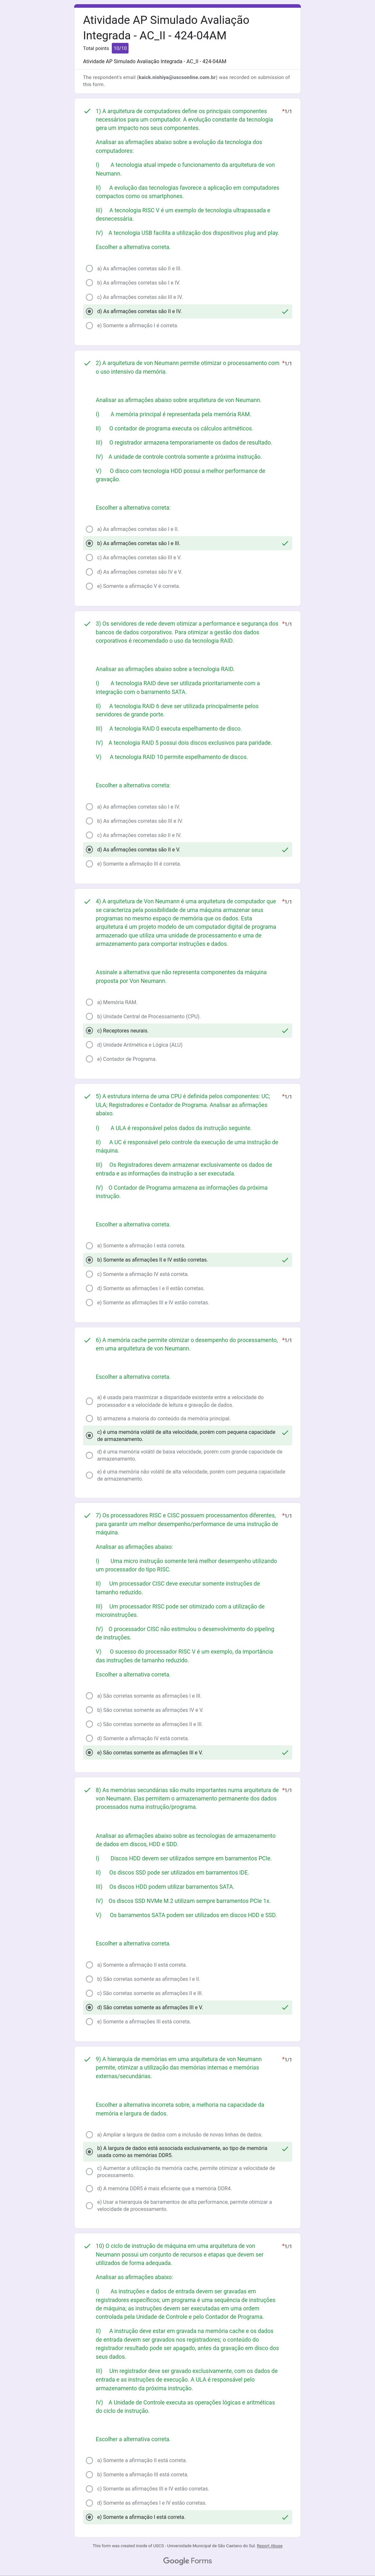 Atividade AP Simulado Avaliação
Integrada - AC_II - 424-04AM
Total points 10/10
Atividade AP Simulado Avaliação Integrada - AC_II - 424-04AM
The respondent's email (kaick.nishiya@uscsonline.com.br) was recorded on submission of
this form.
1) A arquitetura de computadores define os principais componentes *1/1
necessários para um computador. A evolução constante da tecnologia
gera um impacto nos seus componentes.
Analisar as afirmações abaixo sobre a evolução da tecnologia dos
computadores:
I) A tecnologia atual impede o funcionamento da arquitetura de von
Neumann.
II) A evolução das tecnologias favorece a aplicação em computadores
compactos como os smartphones.
III) A tecnologia RISC V é um exemplo de tecnologia ultrapassada e
desnecessária.
IV) A tecnologia USB facilita a utilização dos dispositivos plug and play.
Escolher a alternativa correta.
a) As afirmações corretas são II e III.
b) As afirmações corretas são I e IV.
c) As afirmações corretas são III e IV.
d) As afirmações corretas são II e IV.
e) Somente a afirmação I é correta.
2) A arquitetura de von Neumann permite otimizar o processamento com *1/1
o uso intensivo da memória.
Analisar as afirmações abaixo sobre arquitetura de von Neumann.
I) A memória principal é representada pela memória RAM.
II) O contador de programa executa os cálculos aritméticos.
III) O registrador armazena temporariamente os dados de resultado.
IV) A unidade de controle controla somente a próxima instrução.
V) O disco com tecnologia HDD possui a melhor performance de
gravação.
Escolher a alternativa correta:
a) As afirmações corretas são I e II.
b) As afirmações corretas são I e III.
c) As afirmações corretas são III e V.
d) As afirmações corretas são IV e V.
e) Somente a afirmação V é correta.
3) Os servidores de rede devem otimizar a performance e segurança dos *1/1
bancos de dados corporativos. Para otimizar a gestão dos dados
corporativos é recomendado o uso da tecnologia RAID.
Analisar as afirmações abaixo sobre a tecnologia RAID.
I) A tecnologia RAID deve ser utilizada prioritariamente com a
integração com o barramento SATA.
II) A tecnologia RAID 6 deve ser utilizada principalmente pelos
servidores de grande porte.
III) A tecnologia RAID 0 executa espelhamento de disco.
IV) A tecnologia RAID 5 possui dois discos exclusivos para paridade.
V) A tecnologia RAID 10 permite espelhamento de discos.
Escolher a alternativa correta:
a) As afirmações corretas são I e IV.
b) As afirmações corretas são III e IV.
c) As afirmações corretas são II e IV.
d) As afirmações corretas são II e V.
e) Somente a afirmação III é correta.
4) A arquitetura de Von Neumann é uma arquitetura de computador que *1/1
se caracteriza pela possibilidade de uma máquina armazenar seus
programas no mesmo espaço de memória que os dados. Esta
arquitetura é um projeto modelo de um computador digital de programa
armazenado que utiliza uma unidade de processamento e uma de
armazenamento para comportar instruções e dados.
Assinale a alternativa que não representa componentes da máquina
proposta por Von Neumann.
a) Memória RAM.
b) Unidade Central de Processamento (CPU).
c) Receptores neurais.
d) Unidade Aritmética e Lógica (ALU)
e) Contador de Programa.
5) A estrutura interna de uma CPU é definida pelos componentes: UC; *1/1
ULA; Registradores e Contador de Programa. Analisar as afirmações
abaixo.
I) A ULA é responsável pelos dados da instrução seguinte.
II) A UC é responsável pelo controle da execução de uma instrução de
máquina.
III) Os Registradores devem armazenar exclusivamente os dados de
entrada e as informações da instrução a ser executada.
IV) O Contador de Programa armazena as informações da próxima
instrução.
Escolher a alternativa correta.
a) Somente a afirmação I está correta.
b) Somente as afirmações II e IV estão corretas.
c) Somente a afirmação IV está correta.
d) Somente as afirmações I e II estão corretas.
e) Somente as afirmações III e IV estão corretas.
6) A memória cache permite otimizar o desempenho do processamento, *1/1
em uma arquitetura de von Neumann.
Escolher a afirmação correta.
a) é usada para maximizar a disparidade existente entre a velocidade do
processador e a velocidade de leitura e gravação de dados.
b) armazena a maioria do conteúdo da memória principal.
c) é uma memória volátil de alta velocidade, porém com pequena capacidade
de armazenamento.
d) é uma memória volátil de baixa velocidade, porém com grande capacidade de
armazenamento.
e) é uma memória não volátil de alta velocidade, porém com pequena capacidade
de armazenamento.
7) Os processadores RISC e CISC possuem processamentos diferentes, *1/1
para garantir um melhor desempenho/performance de uma instrução de
máquina.
Analisar as afirmações abaixo:
I) Uma micro instrução somente terá melhor desempenho utilizando
um processador do tipo RISC.
II) Um processador CISC deve executar somente instruções de
tamanho reduzido.
III) Um processador RISC pode ser otimizado com a utilização de
microinstruções.
IV) O processador CISC não estimulou o desenvolvimento do pipeling
de instruções.
V) O sucesso do processador RISC V é um exemplo, da importância
das instruções de tamanho reduzido.
Escolher a afirmação correta.
a) São corretas somente as afirmações I e III.
b) São corretas somente as afirmações IV e V.
c) São corretas somente as afirmações II e III.
d) Somente a afirmação IV está correta.
e) São corretas somente as afirmações III e V.
8) As memórias secundárias são muito importantes numa arquitetura de *1/1
von Neumann. Elas permitem o armazenamento permanente dos dados
processados numa instrução/programa.
Analisar as afirmações abaixo sobre as tecnologias de armazenamento
de dados em discos, HDD e SDD.
I) Discos HDD devem ser utilizados sempre em barramentos PCIe.
II) Os discos SSD pode ser utilizados em barramentos IDE.
III) Os discos HDD podem utilizar barramentos SATA.
IV) Os discos SSD NVMe M.2 utilizam sempre barramentos PCIe 1x.
V) Os barramentos SATA podem ser utilizados em discos HDD e SSD.
Escolher a afirmação correta.
a) Somente a afirmação II está correta.
b) São corretas somente as afirmações I e II.
c) São corretas somente as afirmações II e III.
d) São corretas somente as afirmações III e V.
e) Somente a afirmações III está correta.
9) A hierarquia de memórias em uma arquitetura de von Neumann *1/1
permite, otimizar a utilização das memórias internas e memórias
externas/secundárias.
Escolher a alternativa incorreta sobre, a melhoria na capacidade da
memória e largura de dados.
a) Ampliar a largura de dados com a inclusão de novas linhas de dados.
b) A largura de dados está associada exclusivamente, ao tipo de memória
usada como as memórias DDR5.
c) Aumentar a utilização da memória cache, permite otimizar a velocidade de
processamento.
d) A memória DDR5 é mais eficiente que a memória DDR4.
e) Usar a hierarquia de barramentos de alta performance, permite otimizar a
velocidade de processamento.
10) O ciclo de instrução de máquina em uma arquitetura de von *1/1
Neumann possui um conjunto de recursos e etapas que devem ser
utilizados de forma adequada.
Analisar as afirmações abaixo:
I) As instruções e dados de entrada devem ser gravadas em
registradores específicos; um programa é uma sequência de instruções
de máquina; as instruções devem ser executadas em uma ordem
controlada pela Unidade de Controle e pelo Contador de Programa.
II) A instrução deve estar em gravada na memória cache e os dados
de entrada devem ser gravados nos registradores; o conteúdo do
registrador resultado pode ser apagado, antes da gravação em disco dos
seus dados.
III) Um registrador deve ser gravado exclusivamente, com os dados de
entrada e as instruções de execução. A ULA é responsável pelo
armazenamento da próxima instrução.
IV) A Unidade de Controle executa as operações lógicas e aritméticas
do ciclo de instrução.
Escolher a afirmação correta.
a) Somente a afirmação II está correta.
b) Somente a afirmação III está correta.
c) Somente as afirmações III e IV estão corretas.
d) Somente as afirmações I e IV estão corretas.
e) Somente a afirmação I está correta.
This form was created inside of USCS - Universidade Municipal de São Caetano do Sul. Report Abuse
Google Forms